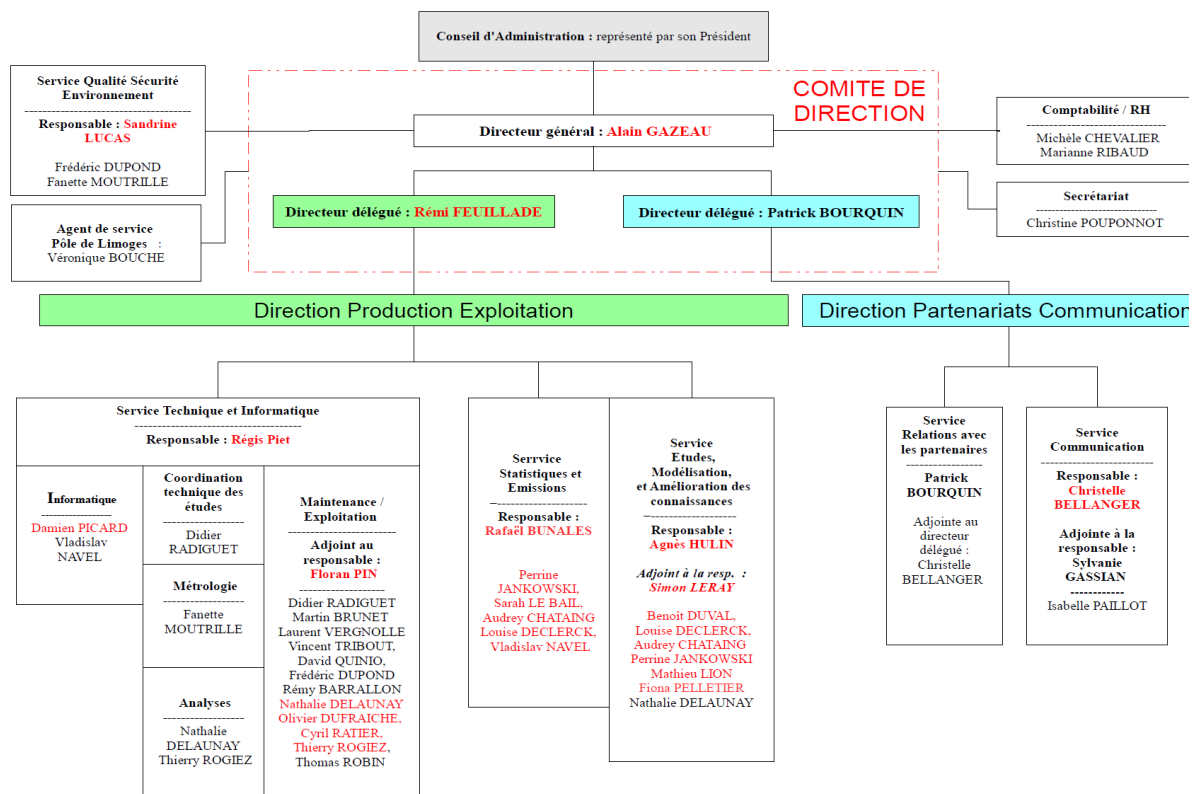 Conseil d'Administration : représenté par son Président
Service Qualité Sécurité
Environnement
------------------------------------
Responsable : Sandrine
LUCAS
Frédéric DUPOND
Fanette MOUTRILLE
COMITE DE
DIRECTION
Directeur général : Alain GAZEAU
Comptabilité / RH
------------------------------
Michèle CHEVALIER
Marianne RIBAUD
Directeur délégué : Rémi FEUILLADE
Directeur délégué : Patrick BOURQUIN
Secrétariat
--------------------------
Christine POUPONNOT
Agent de service
Pôle de Limoges :
Véronique BOUCHE
Direction Production Exploitation
Direction Partenariats Communication
Service Technique et Informatique
------------------------------------
Responsable : Régis Piet
Informatique
-----------------
Damien PICARD
Vladislav
NAVEL
Coordination
technique des
études
------------------
Didier
RADIGUET
Métrologie
------------------
Fanette
MOUTRILLE
Analyses
------------------
Nathalie
DELAUNAY
Thierry ROGIEZ
Maintenance /
Exploitation
-----------------------
Adjoint au
responsable :
Floran PIN
-------------------
Didier RADIGUET
Martin BRUNET
Laurent VERGNOLLE
Vincent TRIBOUT,
David QUINIO,
Frédéric DUPOND
Rémy BARRALLON
Nathalie DELAUNAY
Olivier DUFRAICHE,
Cyril RATIER,
Thierry ROGIEZ,
Thomas ROBIN
Serrvice
Statistiques et
Emissions
–--------------------
Responsable :
Rafaël BUNALES
Perrine
JANKOWSKI,
Sarah LE BAIL,
Audrey CHATAING
Louise DECLERCK,
Vladislav NAVEL
Service
Etudes,
Modélisation,
et Amélioration des
connaissances
–------------------------
Responsable :
Agnès HULIN
Adjoint à la resp. :
Simon LERAY
Benoît DUVAL,
Louise DECLERCK,
Audrey CHATAING
Perrine JANKOWSKI
Mathieu LION
Fiona PELLETIER
Nathalie DELAUNAY
Service
Relations avec
les partenaires
-----------------
Patrick
BOURQUIN
Adjointe au
directeur
délégué :
Christelle
BELLANGER
Service
Communication
------------------------
Responsable :
Christelle
BELLANGER
Adjointe à la
responsable :
Sylvanie
GASSIAN
------------
Isabelle PAILLOT